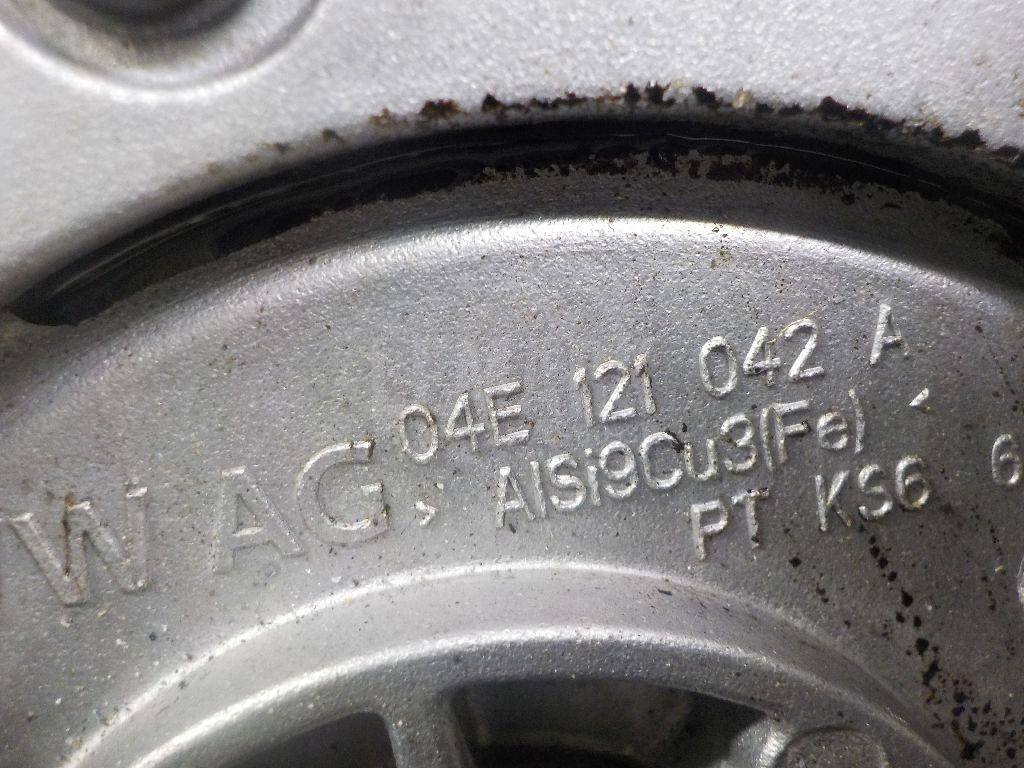 W AG 04E 121 042 A
>AlSi9Cu3(Fe)<
PT KS6 6